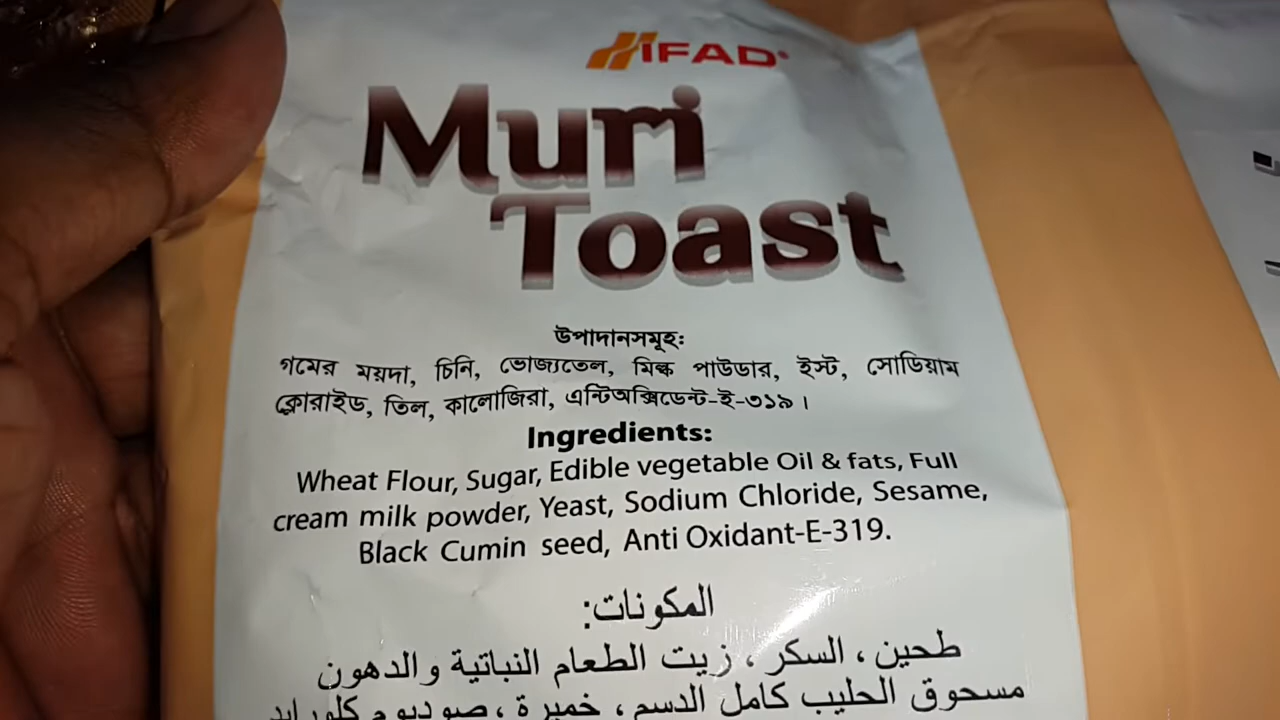 IFAD
Muri
Toast
উপাদানসমূহঃ
গমের ময়দা, চিনি, ভোজ্যতেল, মিল্ক পাউডার, ইস্ট, সোডিয়াম
ক্লোরাইড, তিল, কালোজিরা, এন্টিঅক্সিডেন্ট-ই-৩১৯।
Ingredients:
Wheat Flour, Sugar, Edible vegetable Oil & fats, Full
cream milk powder, Yeast, Sodium Chloride, Sesame,
Black Cumin seed, Anti Oxidant-E-319.
المكونات:
طحين، السكر، زيت الطعام النباتية والدهون
مسحوق الحليب كامل الدسم، خميرة، صوديوم كلورايد